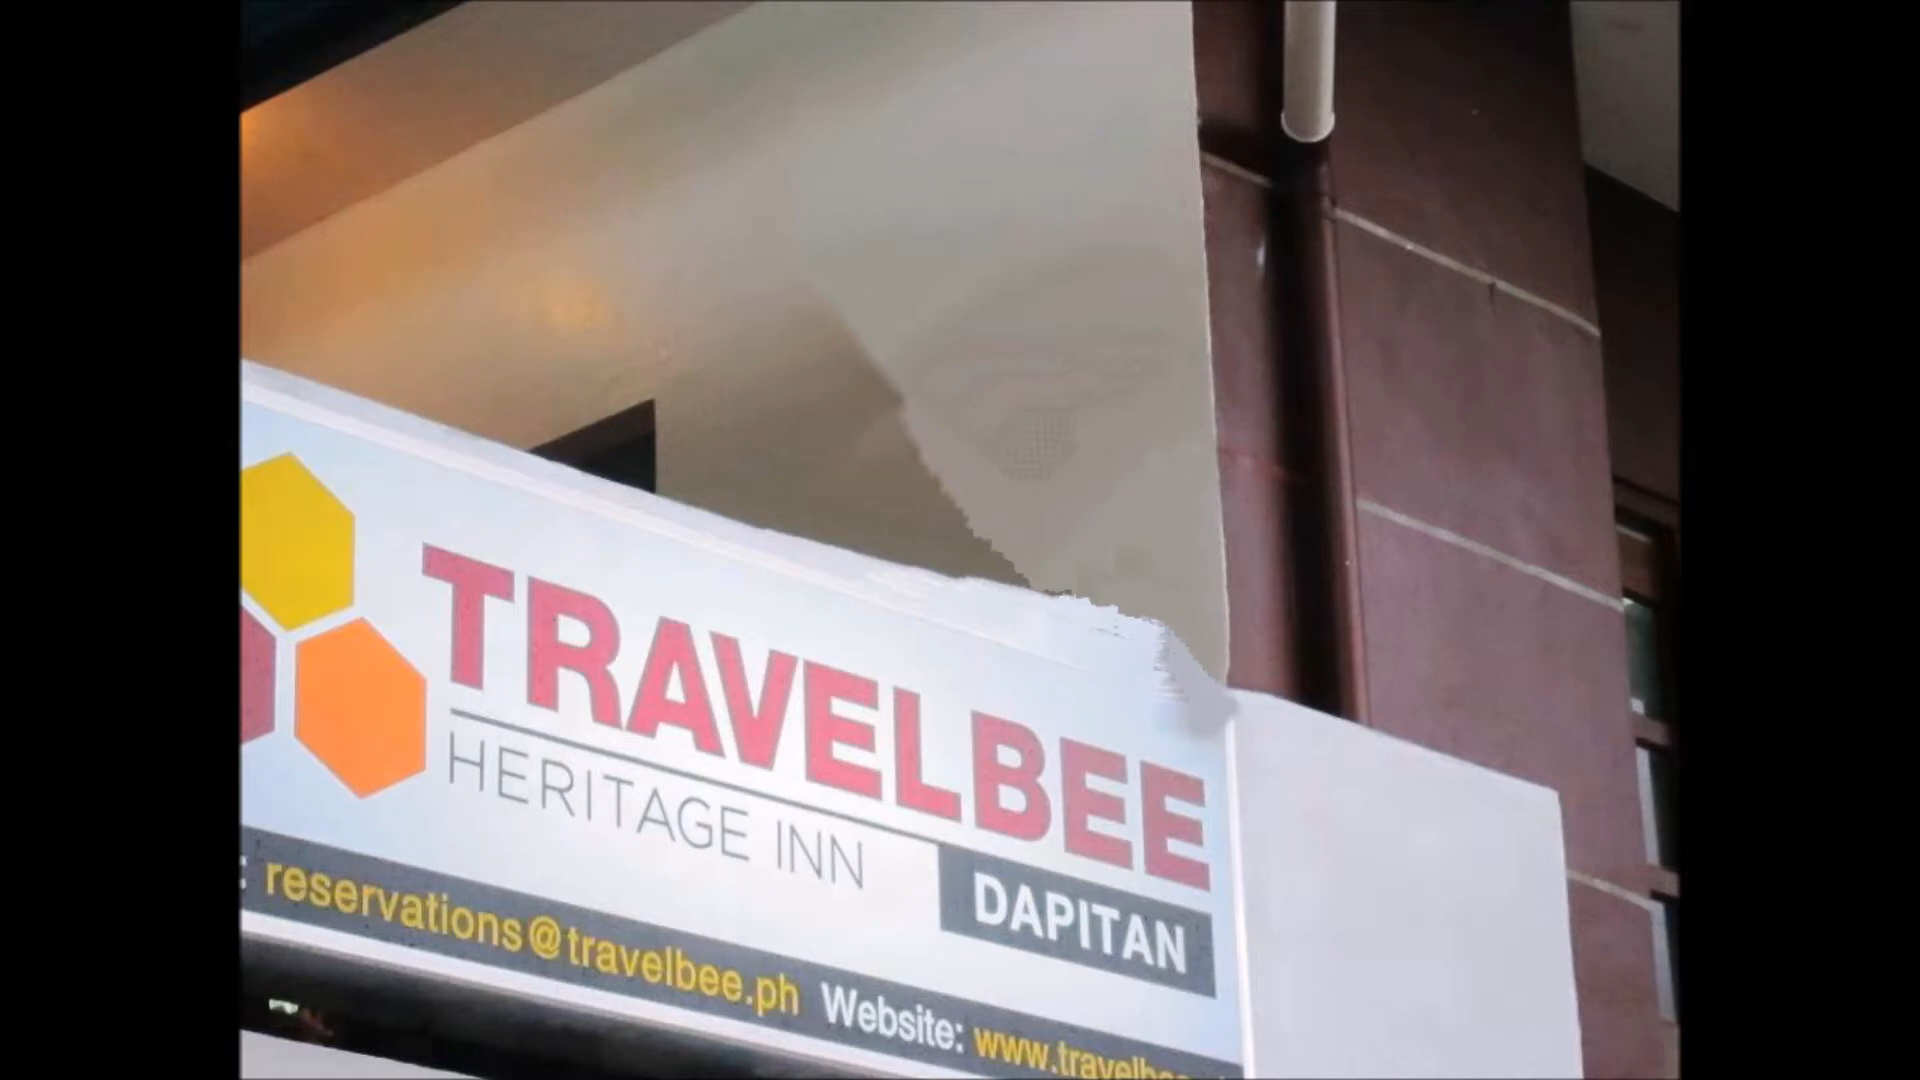 TRAVELBEE
HERITAGE INN
DAPITAN
: reservations@travelbee.ph Website: